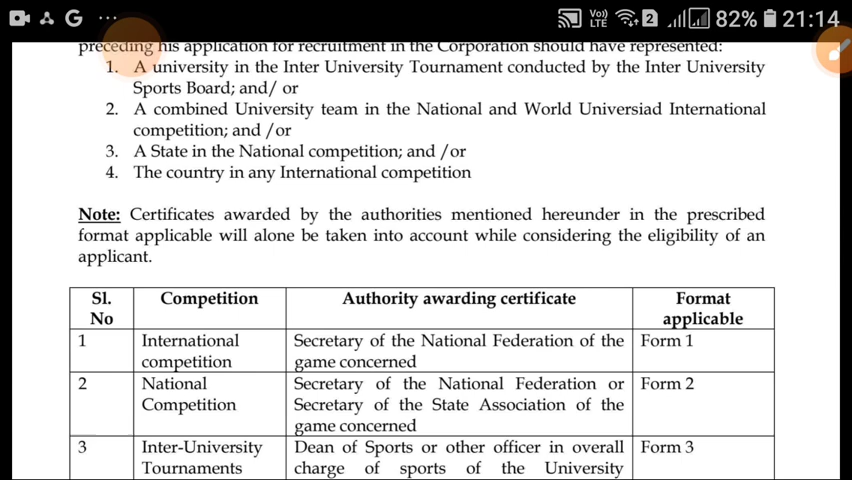 82% 21:14
preceding his application for recruitment in the Corporation should have represented:
1. A university in the Inter University Tournament conducted by the Inter University
Sports Board; and/ or
2. A combined University team in the National and World Universiad International
competition; and /or
3. A State in the National competition; and /or
4. The country in any International competition
Note: Certificates awarded by the authorities mentioned hereunder in the prescribed
format applicable will alone be taken into account while considering the eligibility of an
applicant.
Sl. No Competition Authority awarding certificate Format applicable
1 International competition Secretary of the National Federation of the game concerned Form 1
2 National Competition Secretary of the National Federation or Secretary of the State Association of the game concerned Form 2
3 Inter-University Tournaments Dean of Sports or other officer in overall charge of sports of the University Form 3